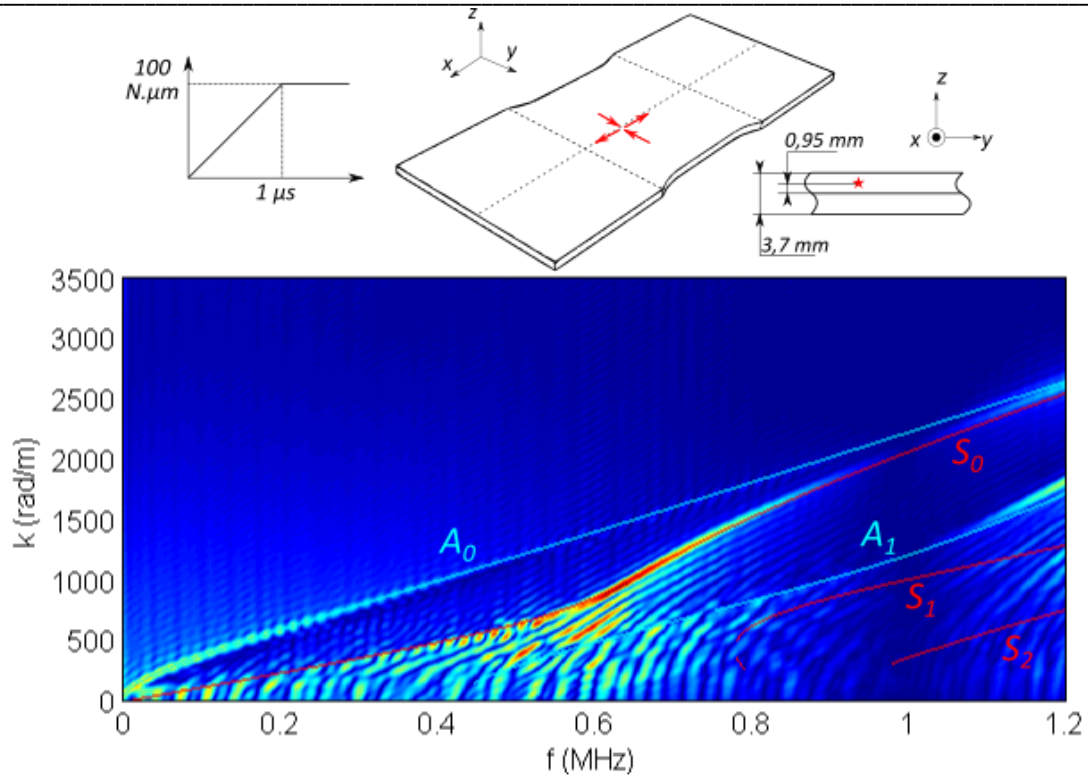 100
N.µm
1 µs
z
y
x
z
x
y
0,95 mm
3,7 mm
3500
3000
2500
2000
1500
1000
500
0
k (rad/m)
A0
S0
A1
S1
S2
0
0.2
0.4
0.6
0.8
1
1.2
f (MHz)